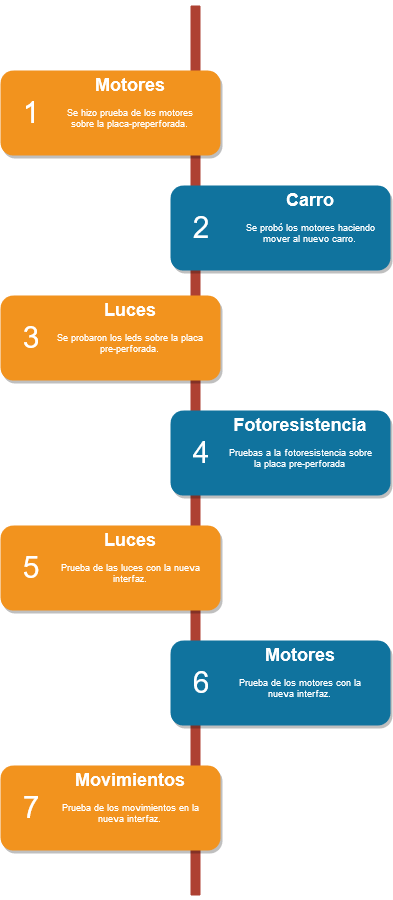 Motores
1
Se hizo prueba de los motores
sobre la placa-preperforada.
Carro
2
Se probó los motores haciendo
mover al nuevo carro.
Luces
3
Se probaron los leds sobre la placa
pre-perforada.
Fotoresistencia
4
Pruebas a la fotoresistencia sobre
la placa pre-perforada
Luces
5
Prueba de las luces con la nueva
interfaz.
Motores
6
Prueba de los motores con la
nueva interfaz.
Movimientos
7
Prueba de los movimientos en la
nueva interfaz.